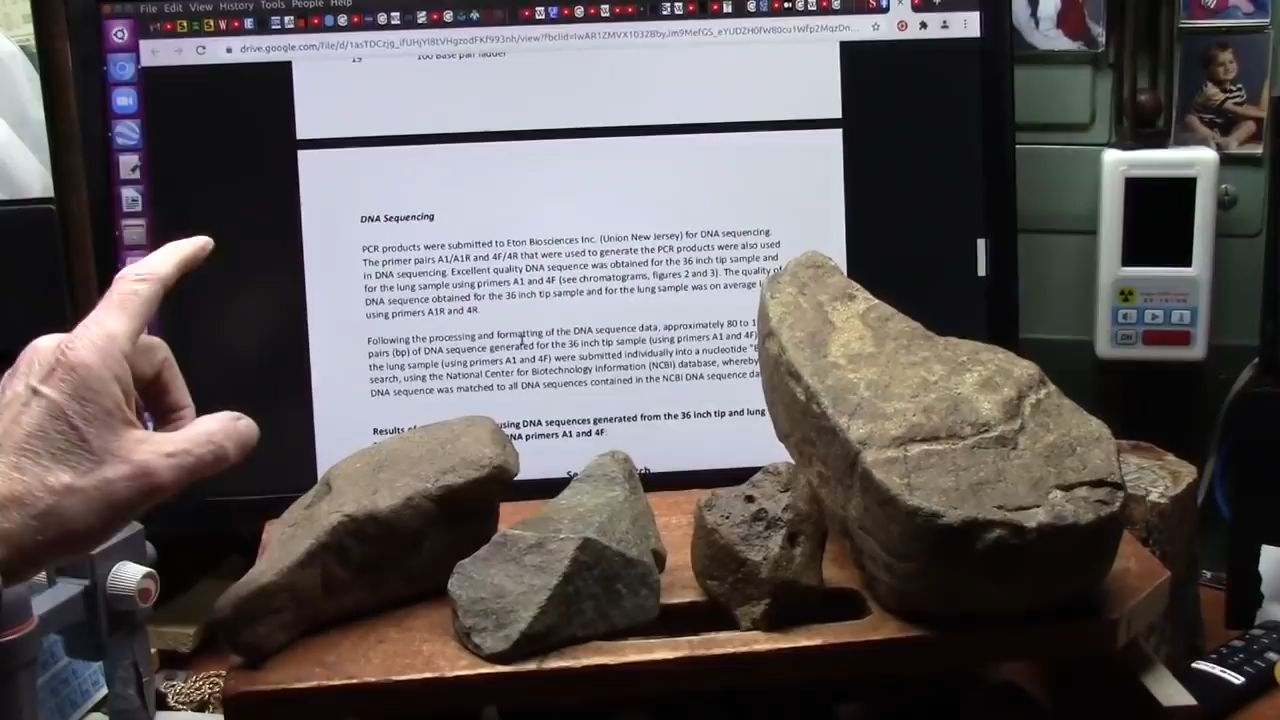 File Edit View History Tools People Help
15 100 Base pair ladder
DNA Sequencing
PCR products were submitted to Eton Biosciences Inc. (Union New Jersey) for DNA sequencing.
The primer pairs A1/A1R and 4F/4R that were used to generate the PCR products were also used
in DNA sequencing. Excellent quality DNA sequence was obtained for the 36 inch tip sample and
for the lung sample using primers A1 and 4F (see chromatograms, figures 2 and 3). The quality of
DNA sequence obtained for the 36 inch tip sample and for the lung sample was on average
using primers A1R and 4R.
Following the processing and formatting of the DNA sequence data, approximately 80 to
pairs (bp) of DNA sequence generated for the 36 inch tip sample (using primers A1 and 4F)
the lung sample (using primers A1 and 4F) were submitted individually into a nucleotide
search, using the National Center for Biotechnology Information (NCBI) database, whereby
DNA sequence was matched to all DNA sequences contained in the NCBI DNA sequence
Results using DNA sequences generated from the 36 inch tip and lung
primers A1 and 4F: